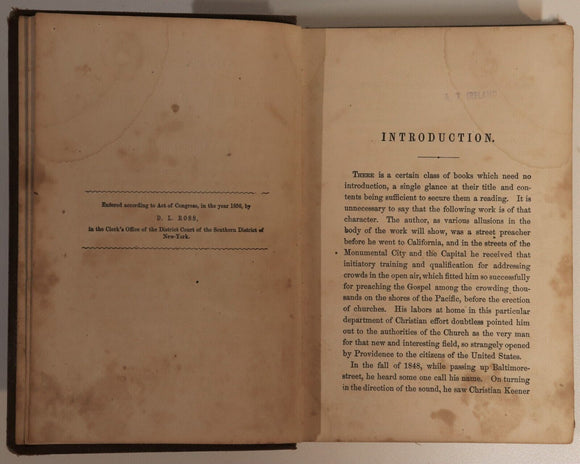 Entered according to Act of Congress, in the year 1856, by
D. L. ROSS,
in the Clerk's Office of the District Court of the Southern District of
New-York.
IRELAND
INTRODUCTION.
THERE is a certain class of books which need no
introduction, a single glance at their title and con-
tents being sufficient to secure them a reading. It is
unnecessary to say that the following work is of that
character. The author, as various allusions in the
body of the work will show, was a street preacher
before he went to California, and in the streets of the
Monumental City and the Capital he received that
initiatory training and qualification for addressing
crowds in the open air, which fitted him so successfully
for preaching the Gospel among the crowding thou-
sands on the shores of the Pacific, before the erection
of churches. His labors at home in this particular
department of Christian effort doubtless pointed him
out to the authorities of the Church as the very man
for that new and interesting field, so strangely opened
by Providence to the citizens of the United States.
In the fall of 1848, while passing up Baltimore-
street, he heard some one call his name. On turning
in the direction of the sound, he saw Christian Keener